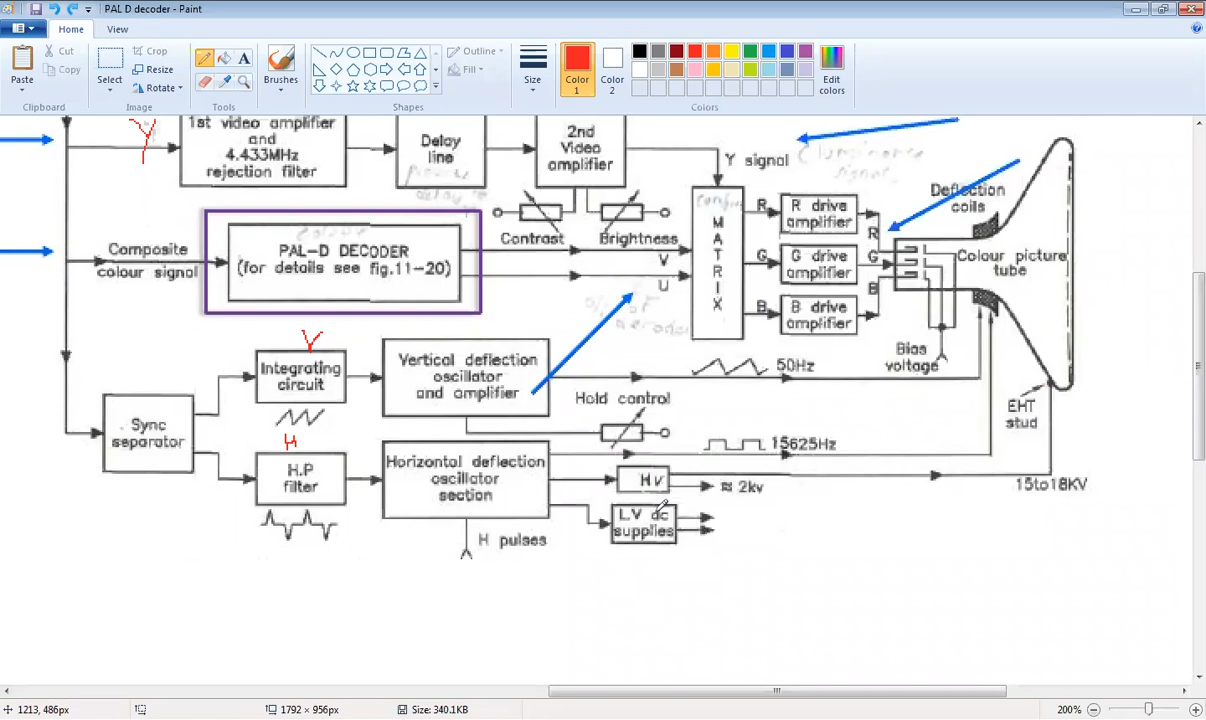 PAL D decoder - Paint
Home
View
Paste
Cut
Copy
Clipboard
Select
Crop
Resize
Rotate
Image
A
Tools
Brushes
Outline
Fill
Shapes
Size
Color
1
Color
2
Edit
colors
Colors
Y
1st video amplifier
and
4.433MHz
rejection filter
Delay
line
2nd
Video
amplifier
Y signal
Contrast
Brightness
Composite
colour signal
PAL-D DECODER
(for details see fig.11-20)
V
U
MATRIX
R
G
B
R drive
amplifier
G drive
amplifier
B drive
amplifier
R
G
B
Deflection
coils
Colour picture
tube
Bias
voltage
EHT
stud
15to18KV
Y
Integrating
circuit
Vertical deflection
oscillator
and amplifier
50Hz
Hold control
Sync
separator
H
H.P
filter
Horizontal deflection
oscillator
section
15625Hz
HV
≈ 2kv
L.V dc
supplies
H pulses
1213, 486px
1792 × 956px
Size: 340.1KB
200%